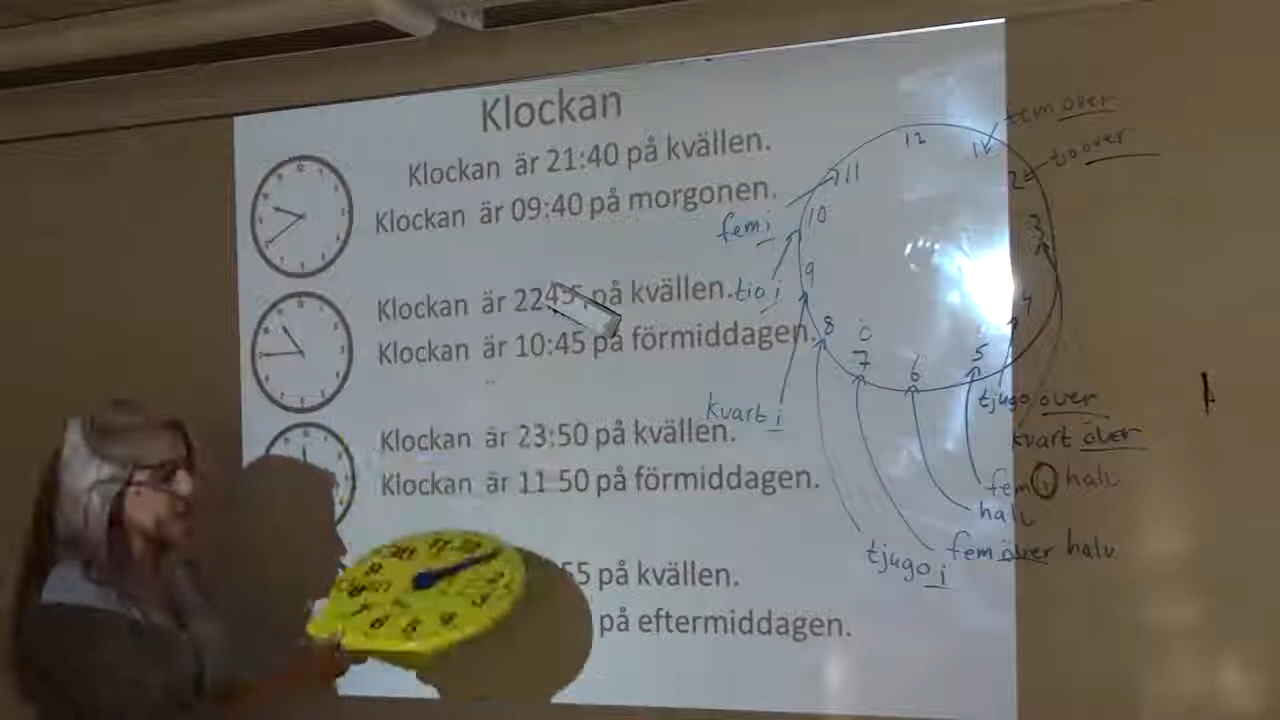 Klockan
Klockan är 21:40 på kvällen.
Klockan är 09:40 på morgonen.
Klockan är 22455 på kvällen.
Klockan är 10:45 på förmiddagen.
Klockan är 23:50 på kvällen.
Klockan är 11 50 på förmiddagen.
55 på kvällen.
på eftermiddagen.
12
1
2
3
4
5
6
7
8
9
10
11
fem över
tio över
kvart över
tjugo över
fem i halv
halv
fem över halv
tjugo i
kvart i
tio i
fem i